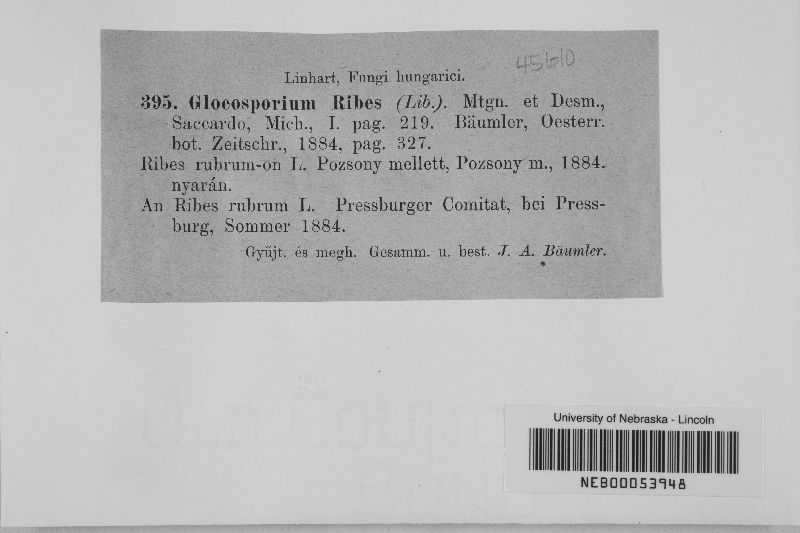 45610
Linhart, Fungi hungarici.
395. Gloeosporium Ribes (Lib.). Mtgn. et Desm.,
Saccardo, Mich., I. pag. 219. Bäumler, Oesterr.
bot. Zeitschr., 1884, pag. 327.
Ribes rubrum-on L. Pozsony mellett, Pozsony m., 1884.
nyarán.
An Ribes rubrum L. Pressburger Comitat, bei Press-
burg, Sommer 1884.
Gyűjt. és megh. Gesamm. u. best. J. A. Bäumler.
University of Nebraska - Lincoln
NEB00053948